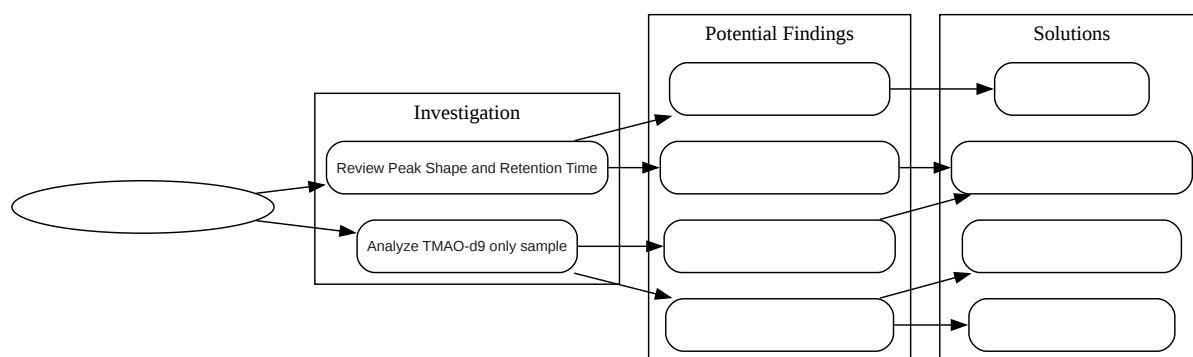 Potential Findings
Solutions
Investigation
Review Peak Shape and Retention Time
Analyze TMAO-d9 only sample